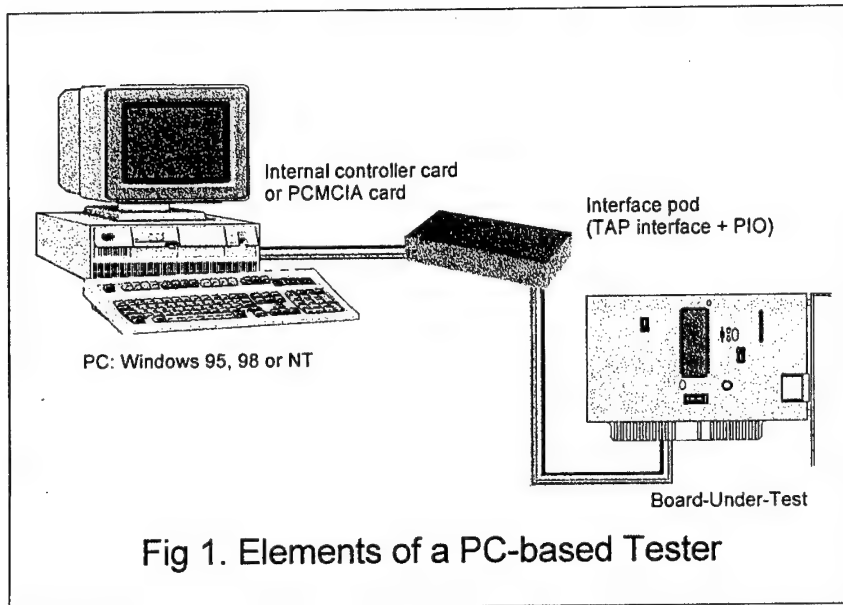 Internal controller card
or PCMCIA card
Interface pod
(TAP interface + PIO)
PC: Windows 95, 98 or NT
Board-Under-Test
Fig 1. Elements of a PC-based Tester